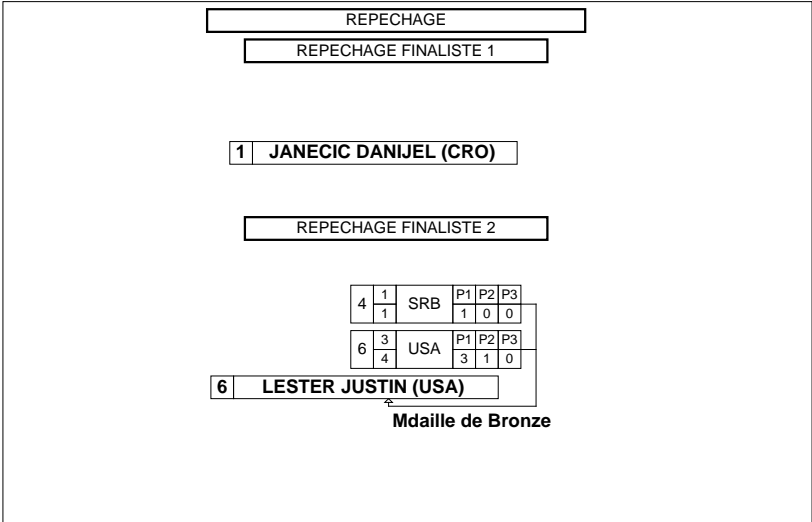 REPECHAGE
REPECHAGE FINALISTE 1
1 JANECIC DANIJEL (CRO)
REPECHAGE FINALISTE 2
4 1 SRB P1 P2 P3
1 1 0 0
6 3 USA P1 P2 P3
4 3 1 0
6 LESTER JUSTIN (USA)
Mdaille de Bronze